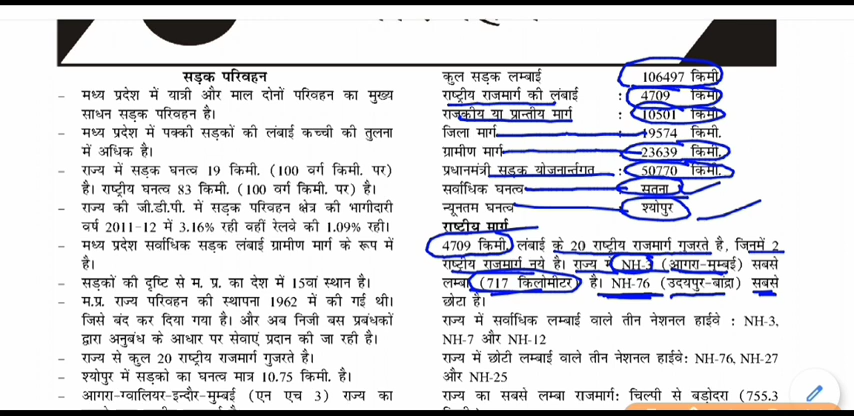 सड़क परिवहन
– मध्य प्रदेश में यात्री और माल दोनों परिवहन का मुख्य
साधन सड़क परिवहन है।
– मध्य प्रदेश में पक्की सड़कों की लंबाई कच्ची की तुलना
में अधिक है।
– राज्य में सड़क घनत्व 19 किमी. (100 वर्ग किमी. पर)
है। राष्ट्रीय घनत्व 83 किमी. (100 वर्ग किमी. पर) है।
– राज्य की जी.डी.पी. में सड़क परिवहन क्षेत्र की भागीदारी
वर्ष 2011-12 में 3.16% रही वहीं रेलवे की 1.09% रही।
– मध्य प्रदेश सर्वाधिक सड़क लंबाई ग्रामीण मार्ग के रूप में
है।
– सड़कों की दृष्टि से म. प्र. का देश में 15वां स्थान है।
– म.प्र. राज्य परिवहन की स्थापना 1962 में की गई थी।
जिसे बंद कर दिया गया है। और अब निजी बस प्रबंधकों
द्वारा अनुबंध के आधार पर सेवाएं प्रदान की जा रही है।
– राज्य से कुल 20 राष्ट्रीय राजमार्ग गुजरते है।
– श्योपुर में सड़को का घनत्व मात्र 10.75 किमी. है।
– आगरा-ग्वालियर-इन्दौर-मुम्बई (एन एच 3) राज्य का
कुल सड़क लम्बाई 106497 किमी
राष्ट्रीय राजमार्ग की लंबाई : 4709 किमी
राजकीय या प्रान्तीय मार्ग : 10501 किमी
जिला मार्ग 19574 किमी.
ग्रामीण मार्ग 23639 किमी.
प्रधानमंत्री सड़क योजनार्न्तगत : 50770 किमी.
सर्वाधिक घनत्व सतना
न्यूनतम घनत्व श्योपुर
राष्ट्रीय मार्ग
4709 किमी. लंबाई के 20 राष्ट्रीय राजमार्ग गुजरते है, जिनमें 2
राष्ट्रीय राजमार्ग नये है। राज्य में NH-3 (आगरा-मुम्बई) सबसे
लम्बा (717 किलोमीटर) है। NH-76 (उदयपुर-बांद्रा) सबसे
छोटा है।
राज्य में सर्वाधिक लम्बाई वाले तीन नेशनल हाईवे : NH-3,
NH-7 और NH-12
राज्य में छोटी लम्बाई वाले तीन नेशनल हाईवे: NH-76, NH-27
और NH-25
राज्य का सबसे लम्बा राजमार्ग: चिल्पी से बड़ोदरा (755.3